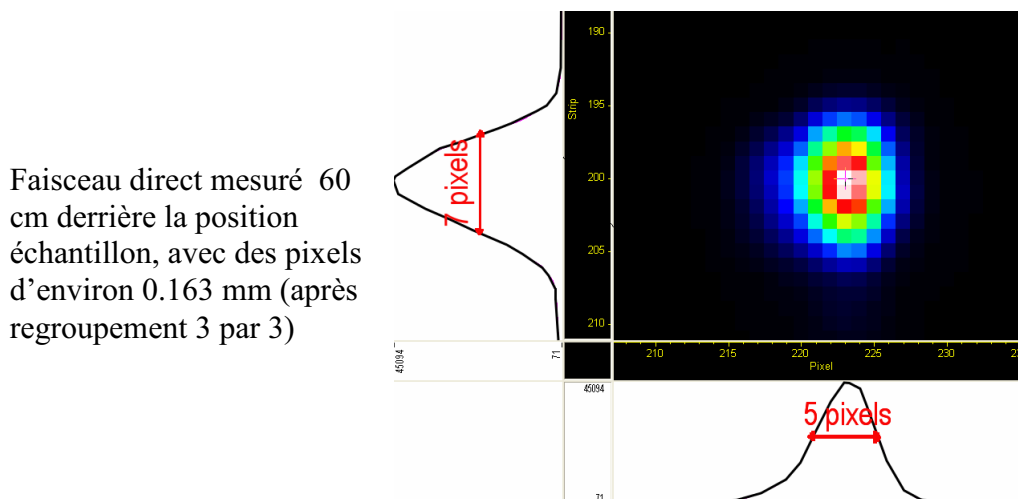 Faisceau direct mesuré 60
cm derrière la position
échantillon, avec des pixels
d’environ 0.163 mm (après
regroupement 3 par 3)
7 pixels
45094
71
Strip
190
195
200
205
210
210
215
220
225
230
Pixel
45094
5 pixels
71